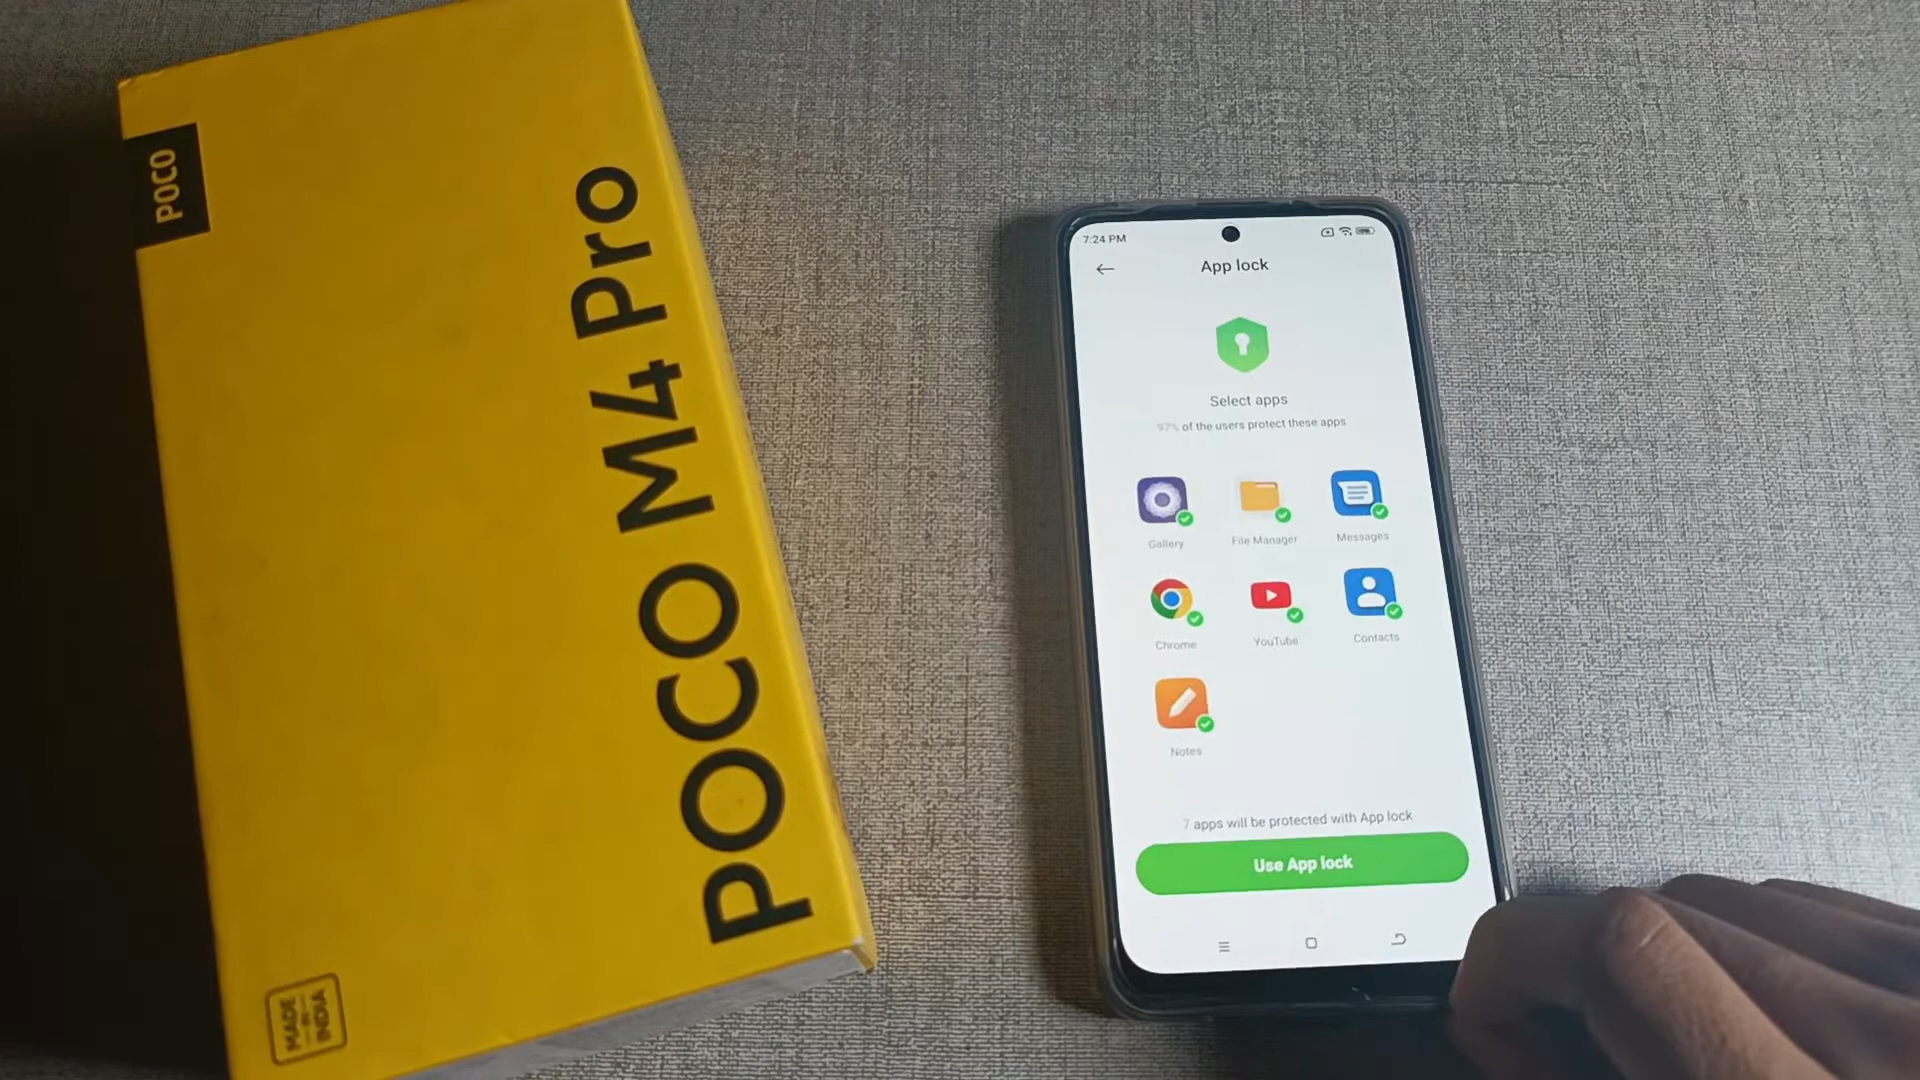 POCO
POCO M4 Pro
MADE
IN
INDIA
7:24 PM
App lock
Select apps
97% of the users protect these apps
Gallery
File Manager
Messages
Chrome
YouTube
Contacts
Notes
7 apps will be protected with App lock
Use App lock